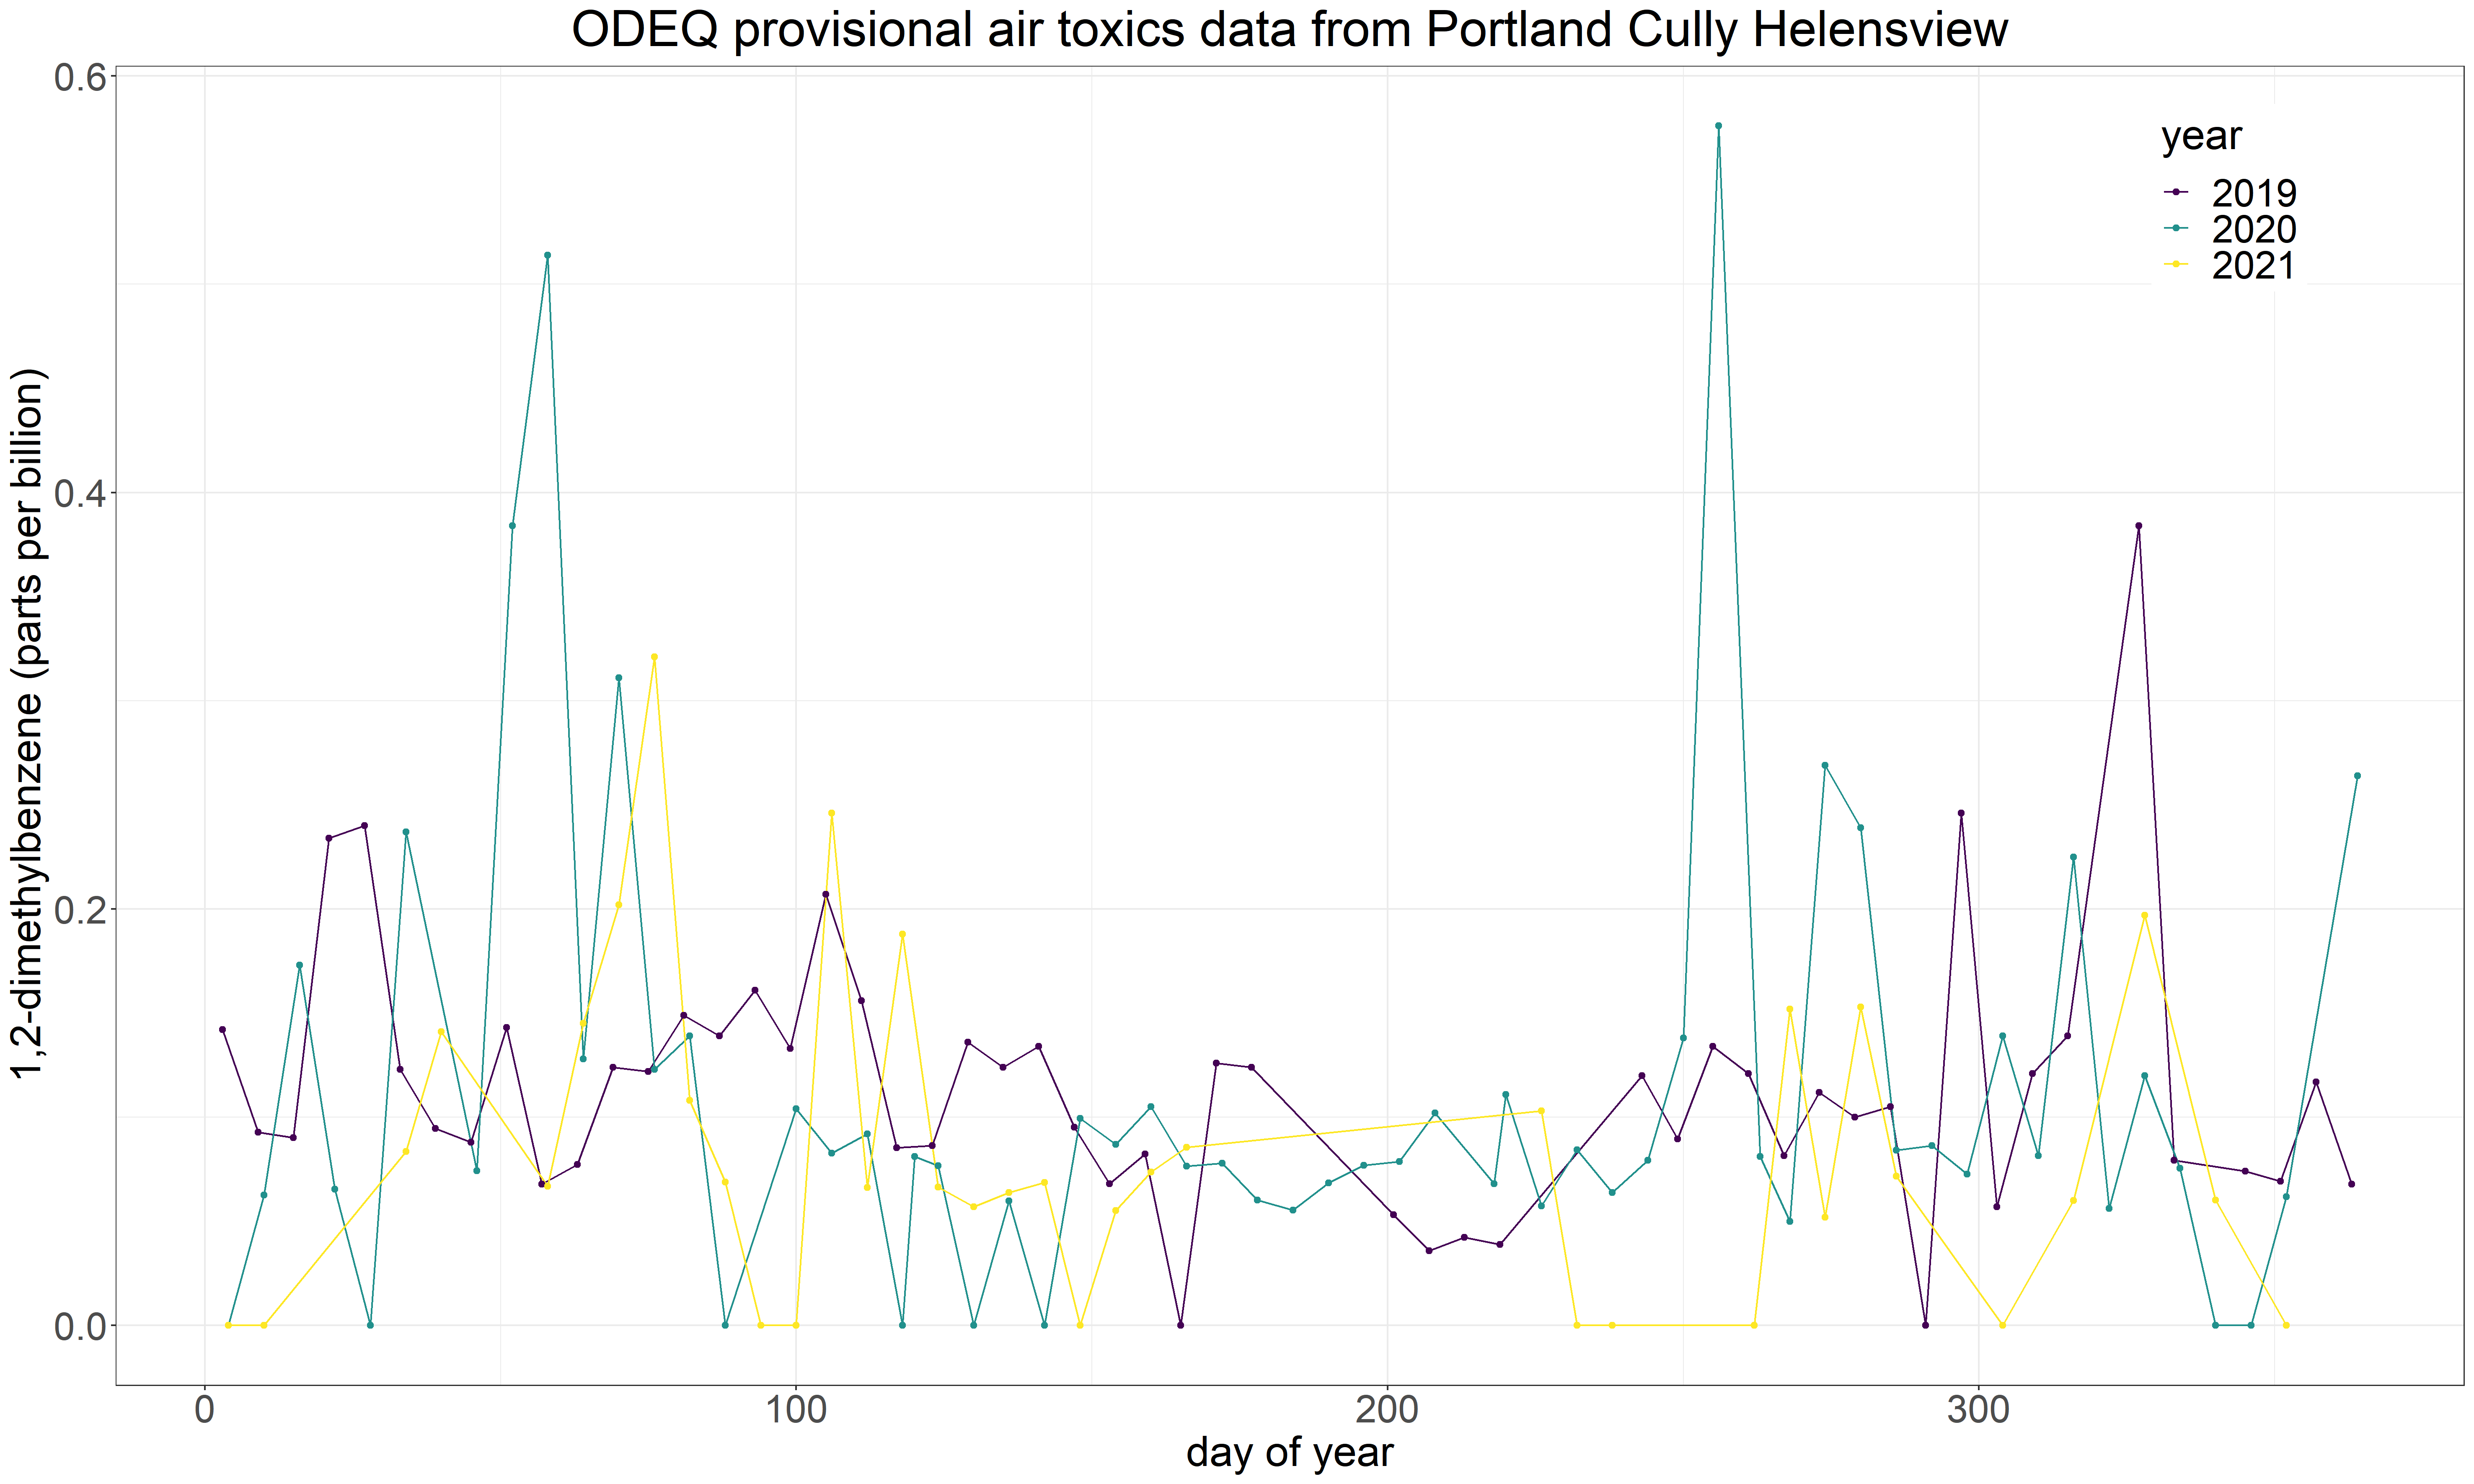 ODEQ provisional air toxics data from Portland Cully Helensview
1,2-dimethylbenzene (parts per billion)
0.6
0.4
0.2
0.0
year
2019
2020
2021
0 100 200 300
day of year